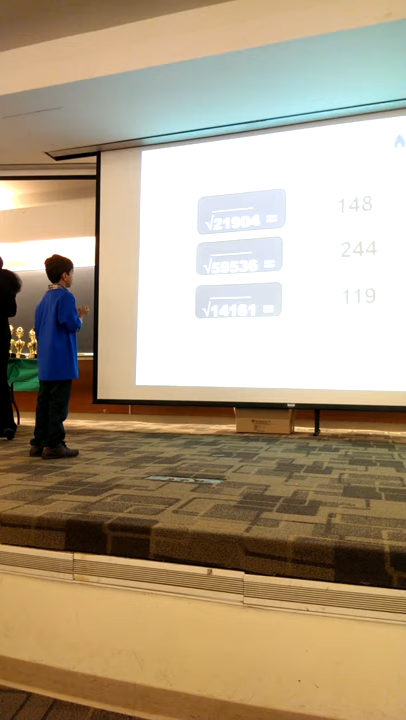 √21904 = 148
√59536 = 244
√14161 = 119